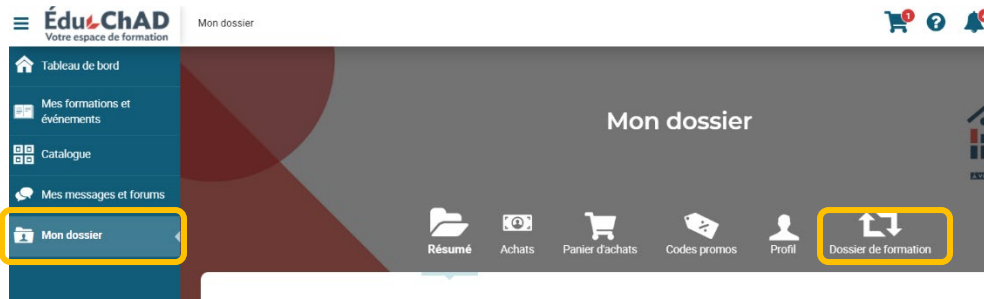 ÉduChAD
Votre espace de formation
Mon dossier
1
Tableau de bord
Mes formations et
événements
Catalogue
Mes messages et forums
Mon dossier
Mon dossier
Résumé
Achats
Panier d'achats
Codes promos
Profil
Dossier de formation